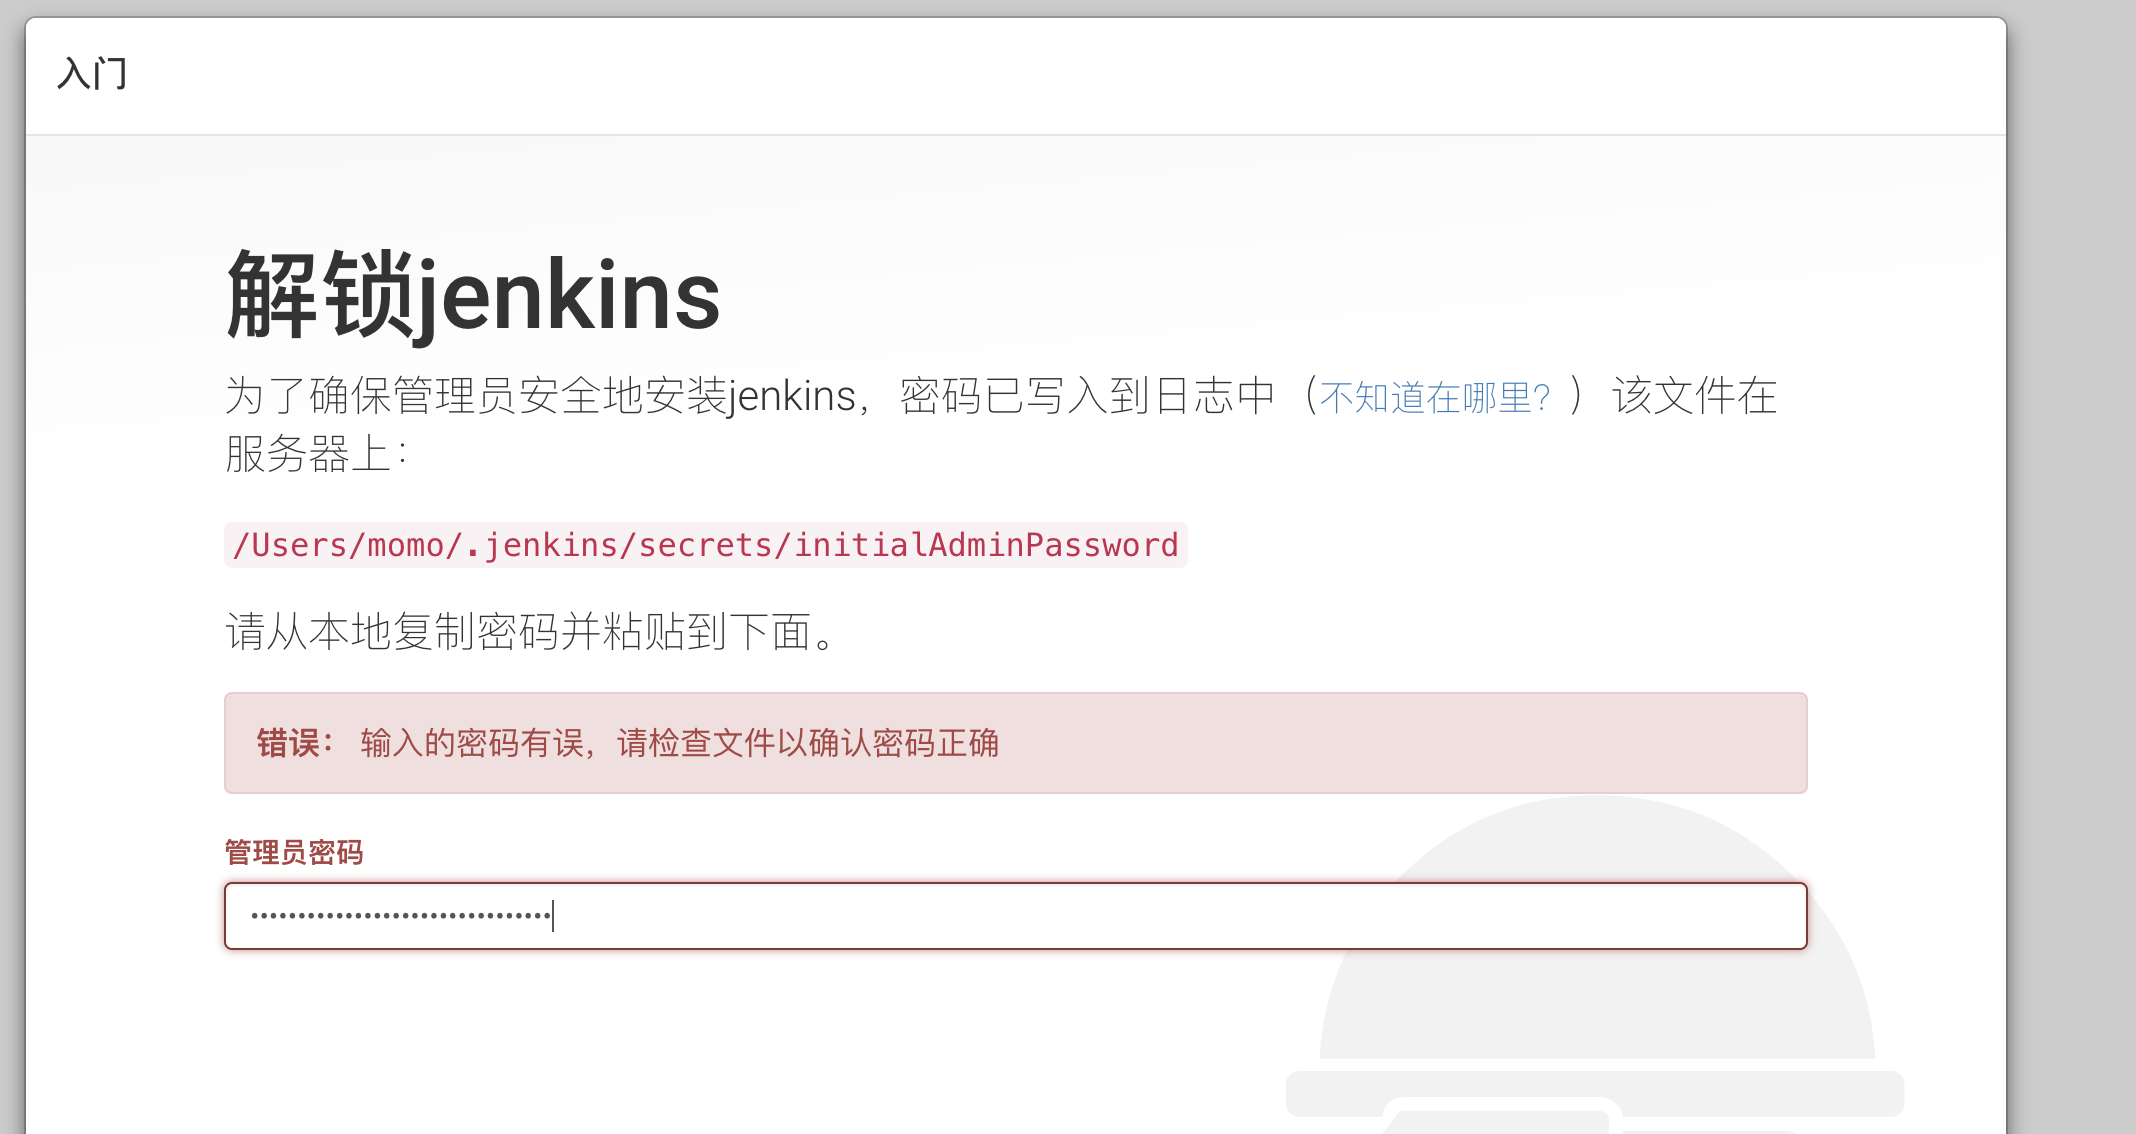 入门
解锁jenkins
为了确保管理员安全地安装jenkins，密码已写入到日志中（不知道在哪里？）该文件在
服务器上：
/Users/momo/.jenkins/secrets/initialAdminPassword
请从本地复制密码并粘贴到下面。
错误： 输入的密码有误，请检查文件以确认密码正确
管理员密码
••••••••••••••••••••••••••••••••